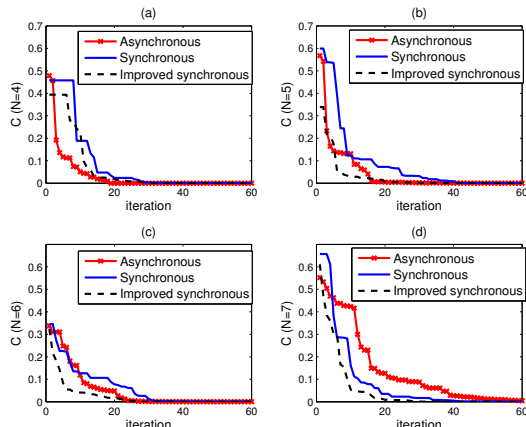 (a)
C (N=4)
0.7
0.6
0.5
0.4
0.3
0.2
0.1
0
Asynchronous
Synchronous
Improved synchronous
0 20 40 60
iteration
(b)
C (N=5)
0.7
0.6
0.5
0.4
0.3
0.2
0.1
0
Asynchronous
Synchronous
Improved synchronous
0 20 40 60
iteration
(c)
C (N=6)
0.6
0.5
0.4
0.3
0.2
0.1
0
Asynchronous
Synchronous
Improved synchronous
0 20 40 60
iteration
(d)
C (N=7)
0.6
0.5
0.4
0.3
0.2
0.1
0
Asynchronous
Synchronous
Improved synchronous
0 20 40 60
iteration